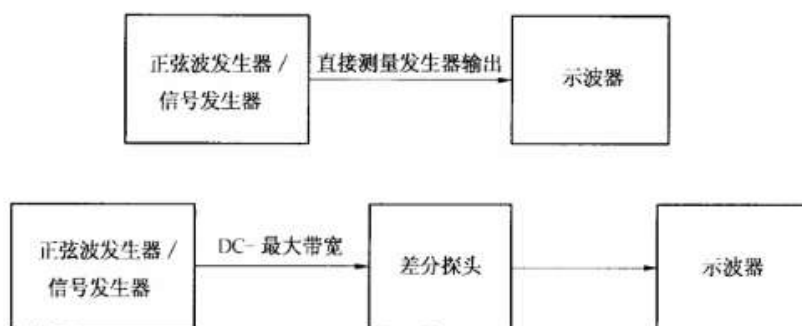 正弦波发生器 /
信号发生器
直接测量发生器输出
示波器
正弦波发生器 /
信号发生器
DC- 最大带宽
差分探头
示波器